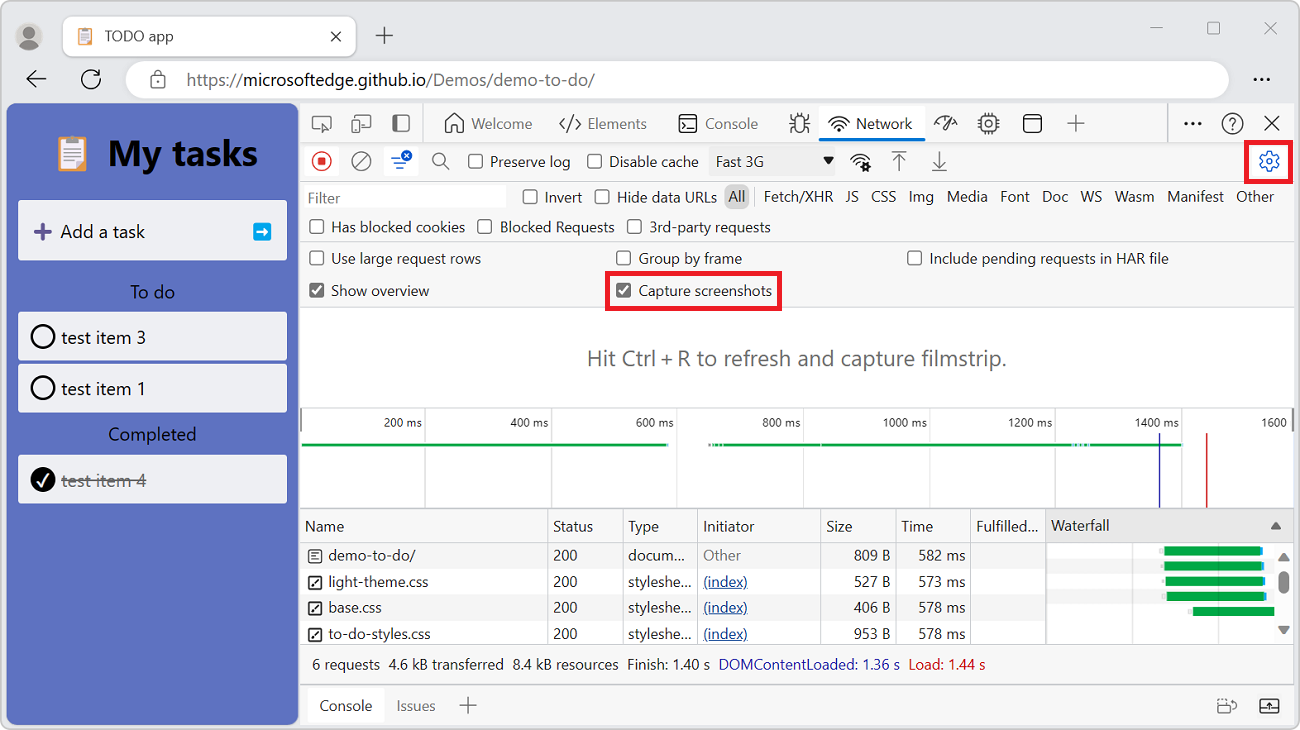 TODO app
https://microsoftedge.github.io/Demos/demo-to-do/
My tasks
Add a task
To do
test item 3
test item 1
Completed
test item 4
Welcome Elements Console Network
Preserve log Disable cache Fast 3G
Filter Invert Hide data URLs All Fetch/XHR JS CSS Img Media Font Doc WS Wasm Manifest Other
Has blocked cookies Blocked Requests 3rd-party requests
Use large request rows Group by frame Include pending requests in HAR file
Show overview Capture screenshots
Hit Ctrl + R to refresh and capture filmstrip.
200 ms 400 ms 600 ms 800 ms 1000 ms 1200 ms 1400 ms 1600
Name Status Type Initiator Size Time Fulfilled... Waterfall
demo-to-do/ 200 docum... Other 809 B 582 ms
light-theme.css 200 styleshe... (index) 527 B 573 ms
base.css 200 styleshe... (index) 406 B 578 ms
to-do-styles.css 200 styleshe... (index) 953 B 578 ms
6 requests 4.6 kB transferred 8.4 kB resources Finish: 1.40 s DOMContentLoaded: 1.36 s Load: 1.44 s
Console Issues